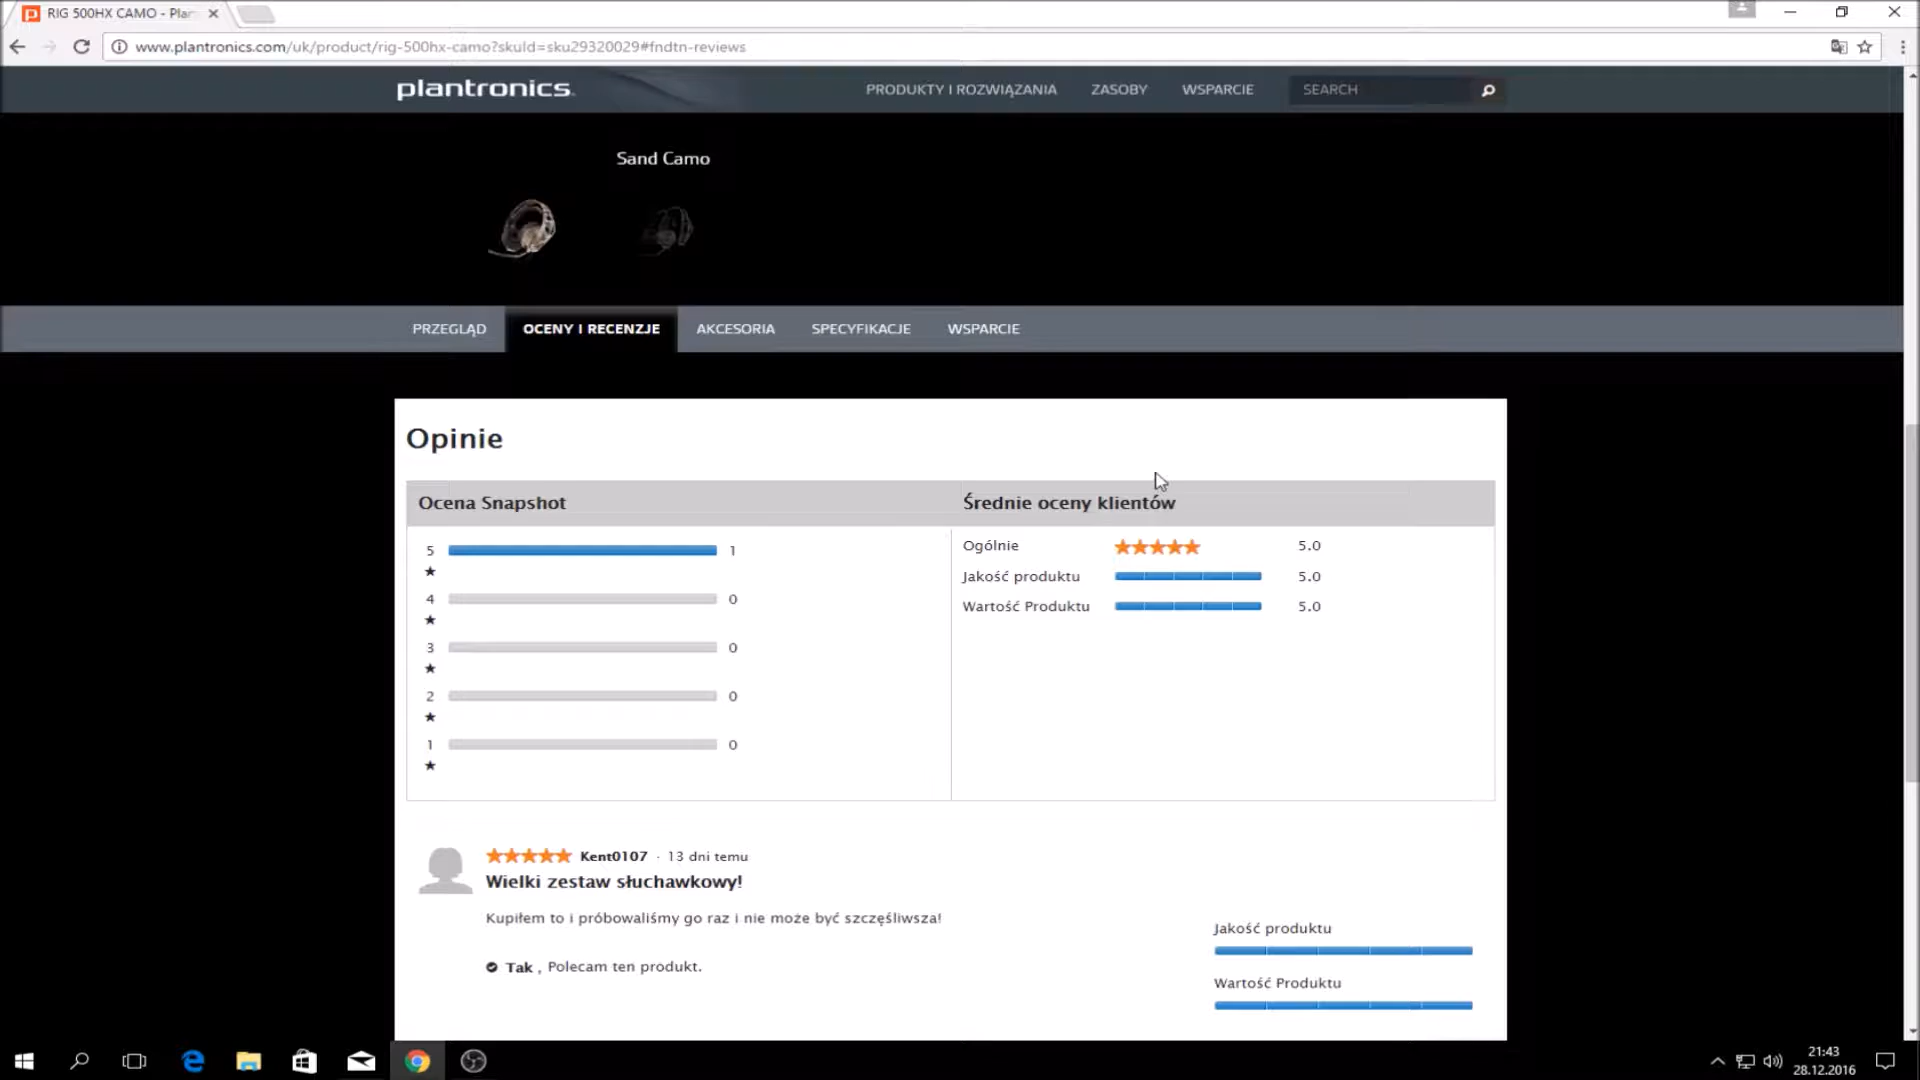 RIG 500HX CAMO - Plan
www.plantronics.com/uk/product/rig-500hx-camo?skuId=sku29320029#fndtn-reviews
plantronics.
PRODUKTY I ROZWIĄZANIA
ZASOBY
WSPARCIE
SEARCH
Sand Camo
PRZEGLĄD
OCENY I RECENZJE
AKCESORIA
SPECYFIKACJE
WSPARCIE
Opinie
Ocena Snapshot
5 ★ 1
4 ★ 0
3 ★ 0
2 ★ 0
1 ★ 0
Średnie oceny klientów
Ogólnie 5.0
Jakość produktu 5.0
Wartość Produktu 5.0
Kent0107 · 13 dni temu
Wielki zestaw słuchawkowy!
Kupiłem to i próbowaliśmy go raz i nie może być szczęśliwsza!
Tak , Polecam ten produkt.
Jakość produktu
Wartość Produktu
21:43
28.12.2016